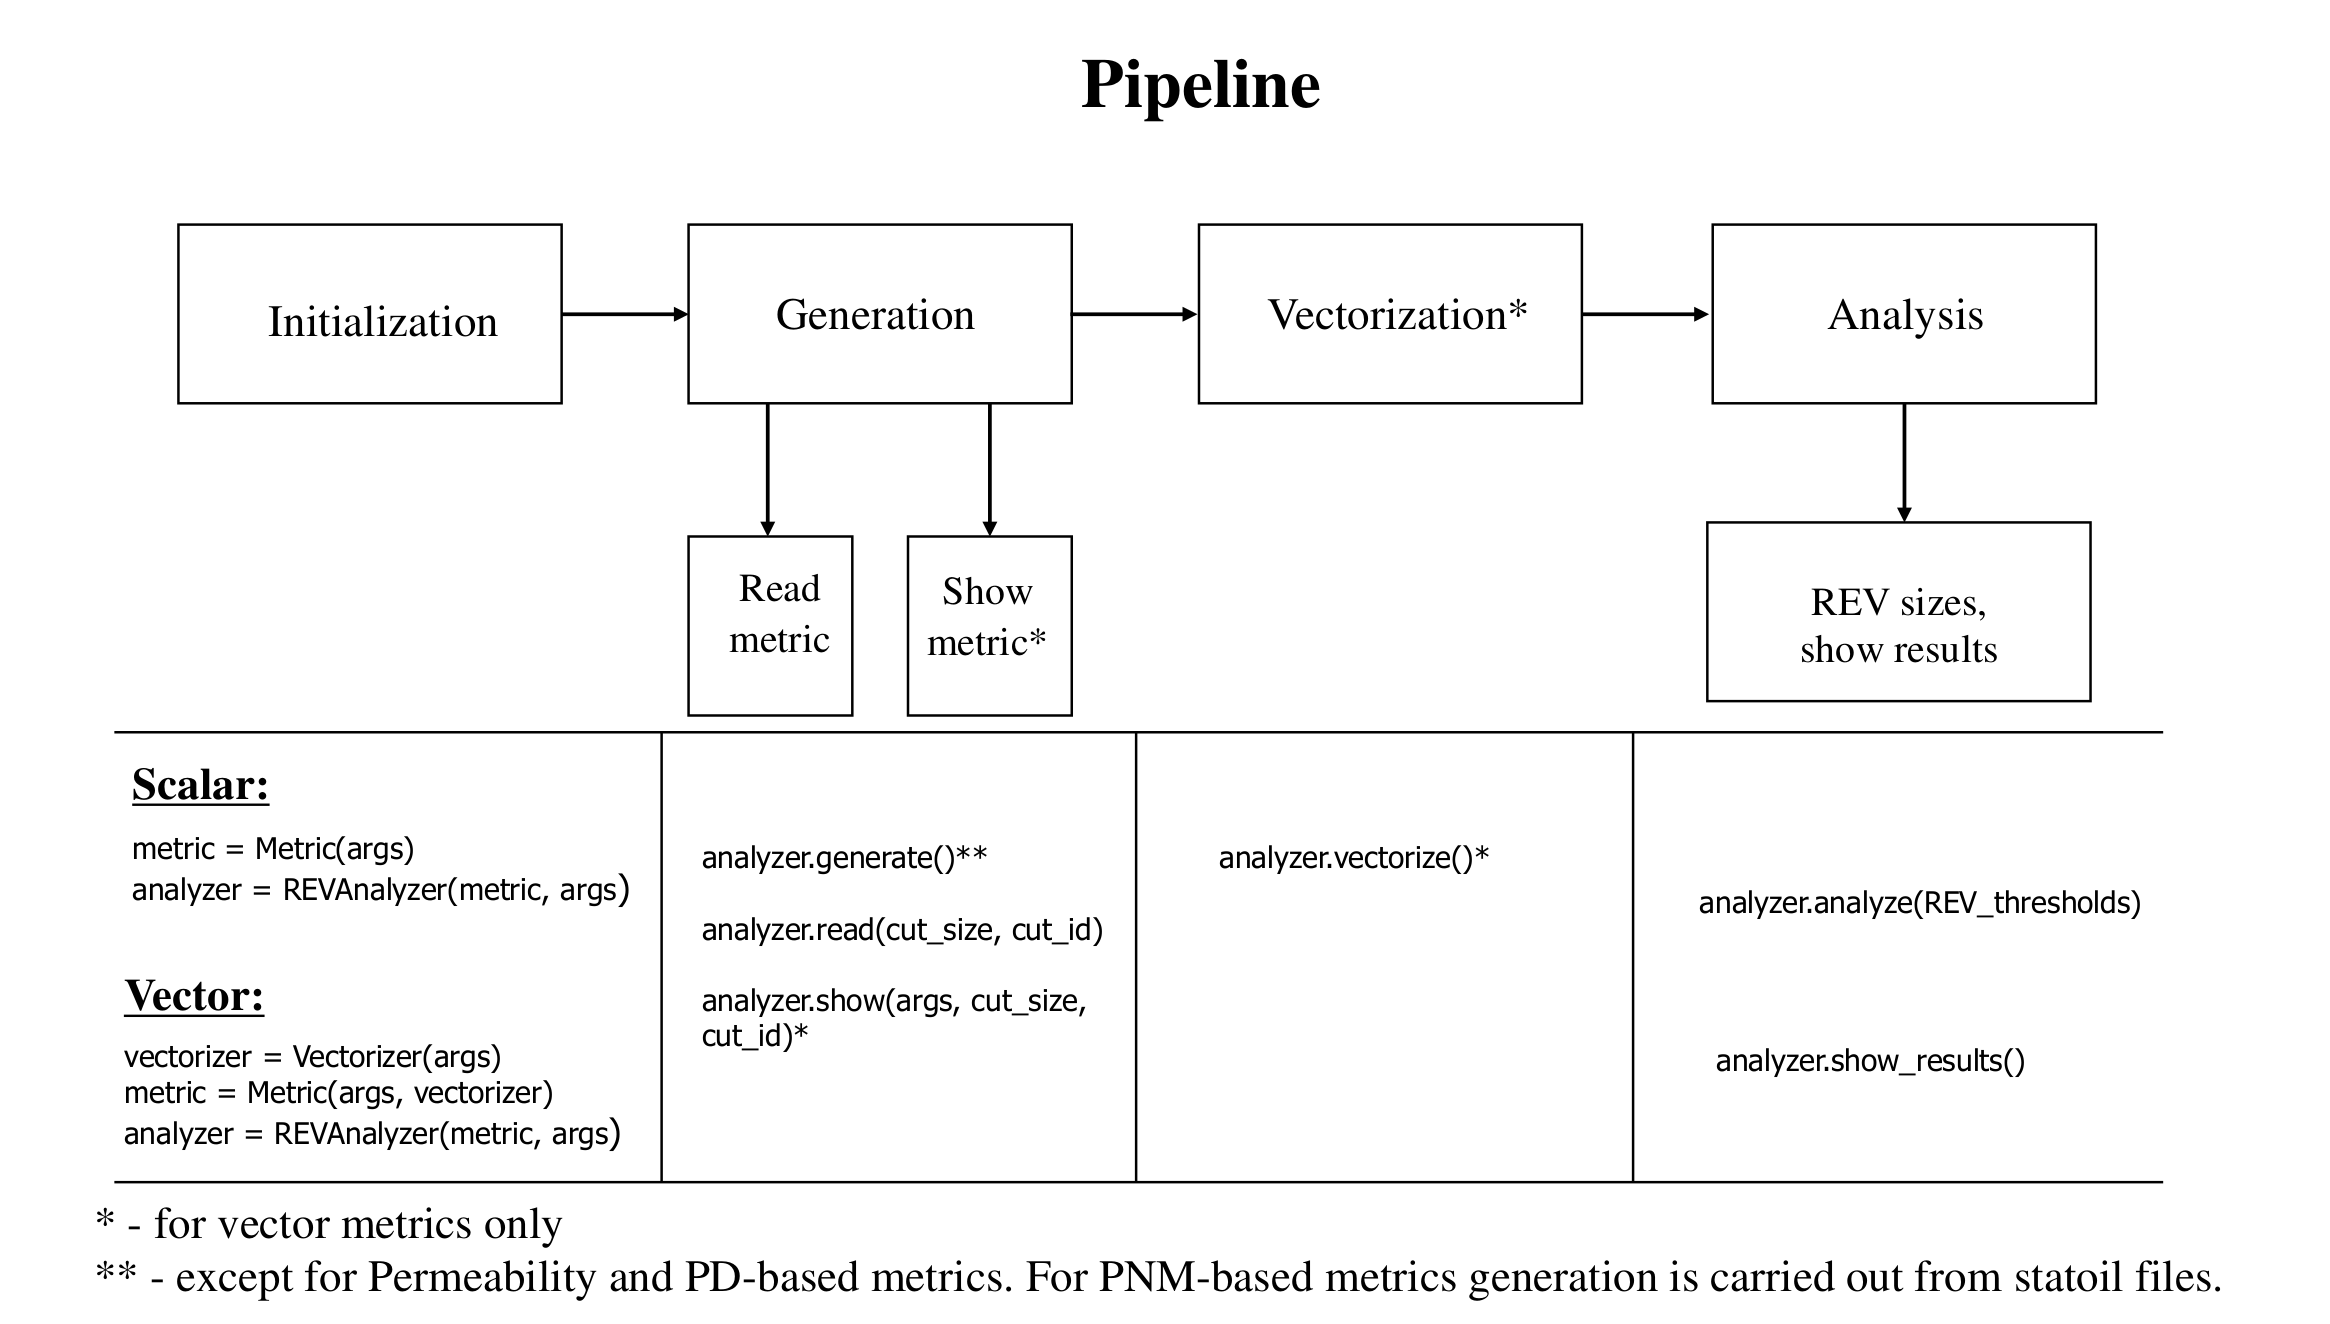 Pipeline
Initialization
Generation
Vectorization*
Analysis
Read
metric
Show
metric*
REV sizes,
show results
Scalar:
metric = Metric(args)
analyzer = REVAnalyzer(metric, args)
Vector:
vectorizer = Vectorizer(args)
metric = Metric(args, vectorizer)
analyzer = REVAnalyzer(metric, args)
analyzer.generate()**
analyzer.read(cut_size, cut_id)
analyzer.show(args, cut_size,
cut_id)*
analyzer.vectorize()*
analyzer.analyze(REV_thresholds)
analyzer.show_results()
* - for vector metrics only
** - except for Permeability and PD-based metrics. For PNM-based metrics generation is carried out from statoil files.